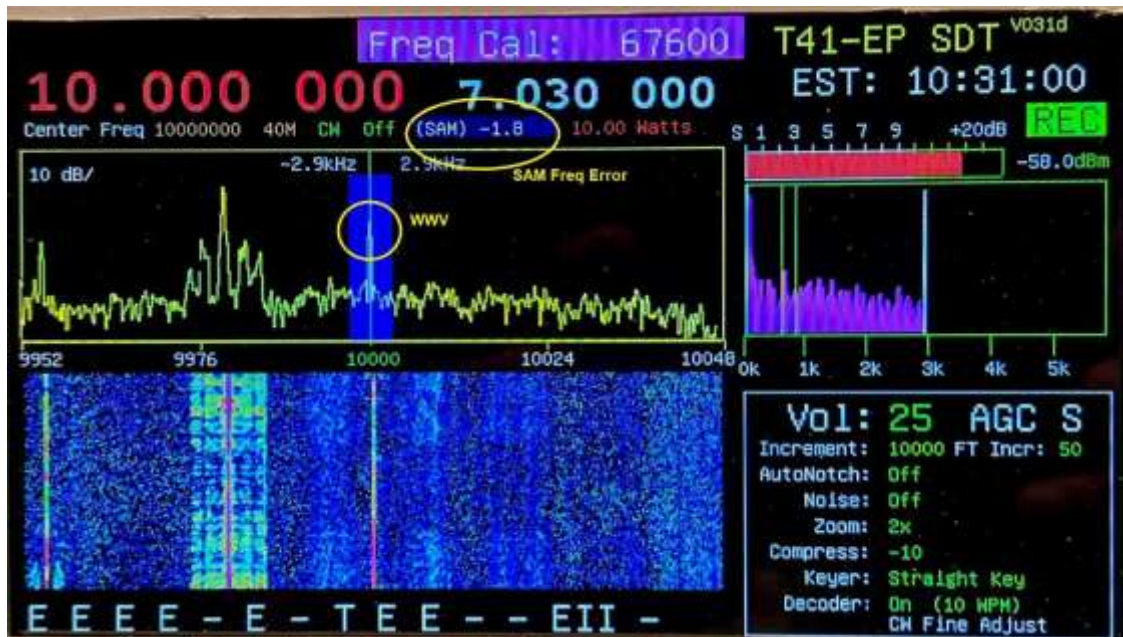 Freq Cal: 67600
T41-EP SDT V031d
10.000 000 7.030 000
EST: 10:31:00
Center Freq 10000000 40M CW Off (SAM) -1.8 10.00 Watts
S 1 3 5 7 9 +20dB
REC
-58.0dBm
10 dB/
-2.9kHz 2.9kHz
SAM Freq Error
WWV
9952 9976 10000 10024 10048
0k 1k 2k 3k 4k 5k
Vol: 25 AGC S
Increment: 10000 FT Incr: 50
AutoNotch: Off
Noise: Off
Zoom: 2x
Compress: -10
Keyer: Straight Key
Decoder: On (10 WPM)
CW Fine Adjust
E E E E - E - T E E - - EII -